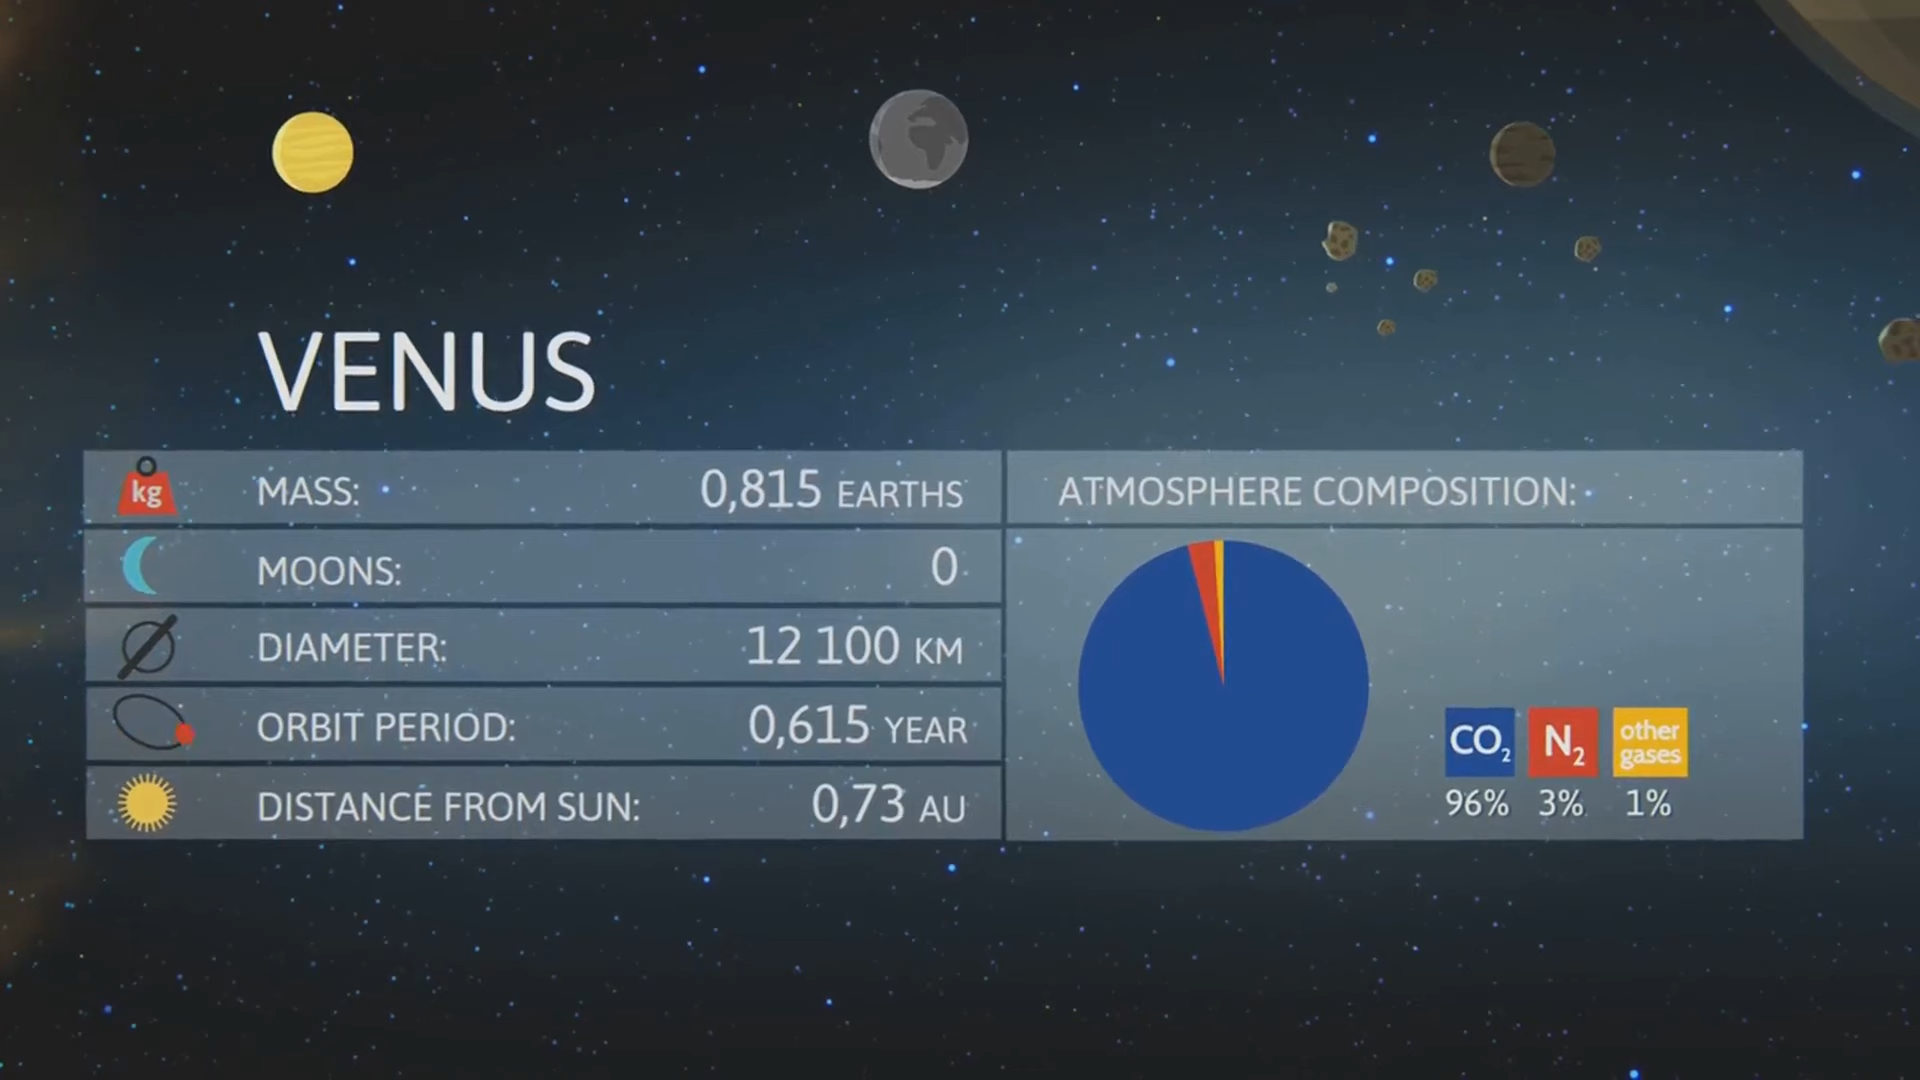 VENUS
kg MASS: 0,815 EARTHS
MOONS: 0
DIAMETER: 12 100 KM
ORBIT PERIOD: 0,615 YEAR
DISTANCE FROM SUN: 0,73 AU
ATMOSPHERE COMPOSITION:
CO₂ N₂ other gases
96% 3% 1%